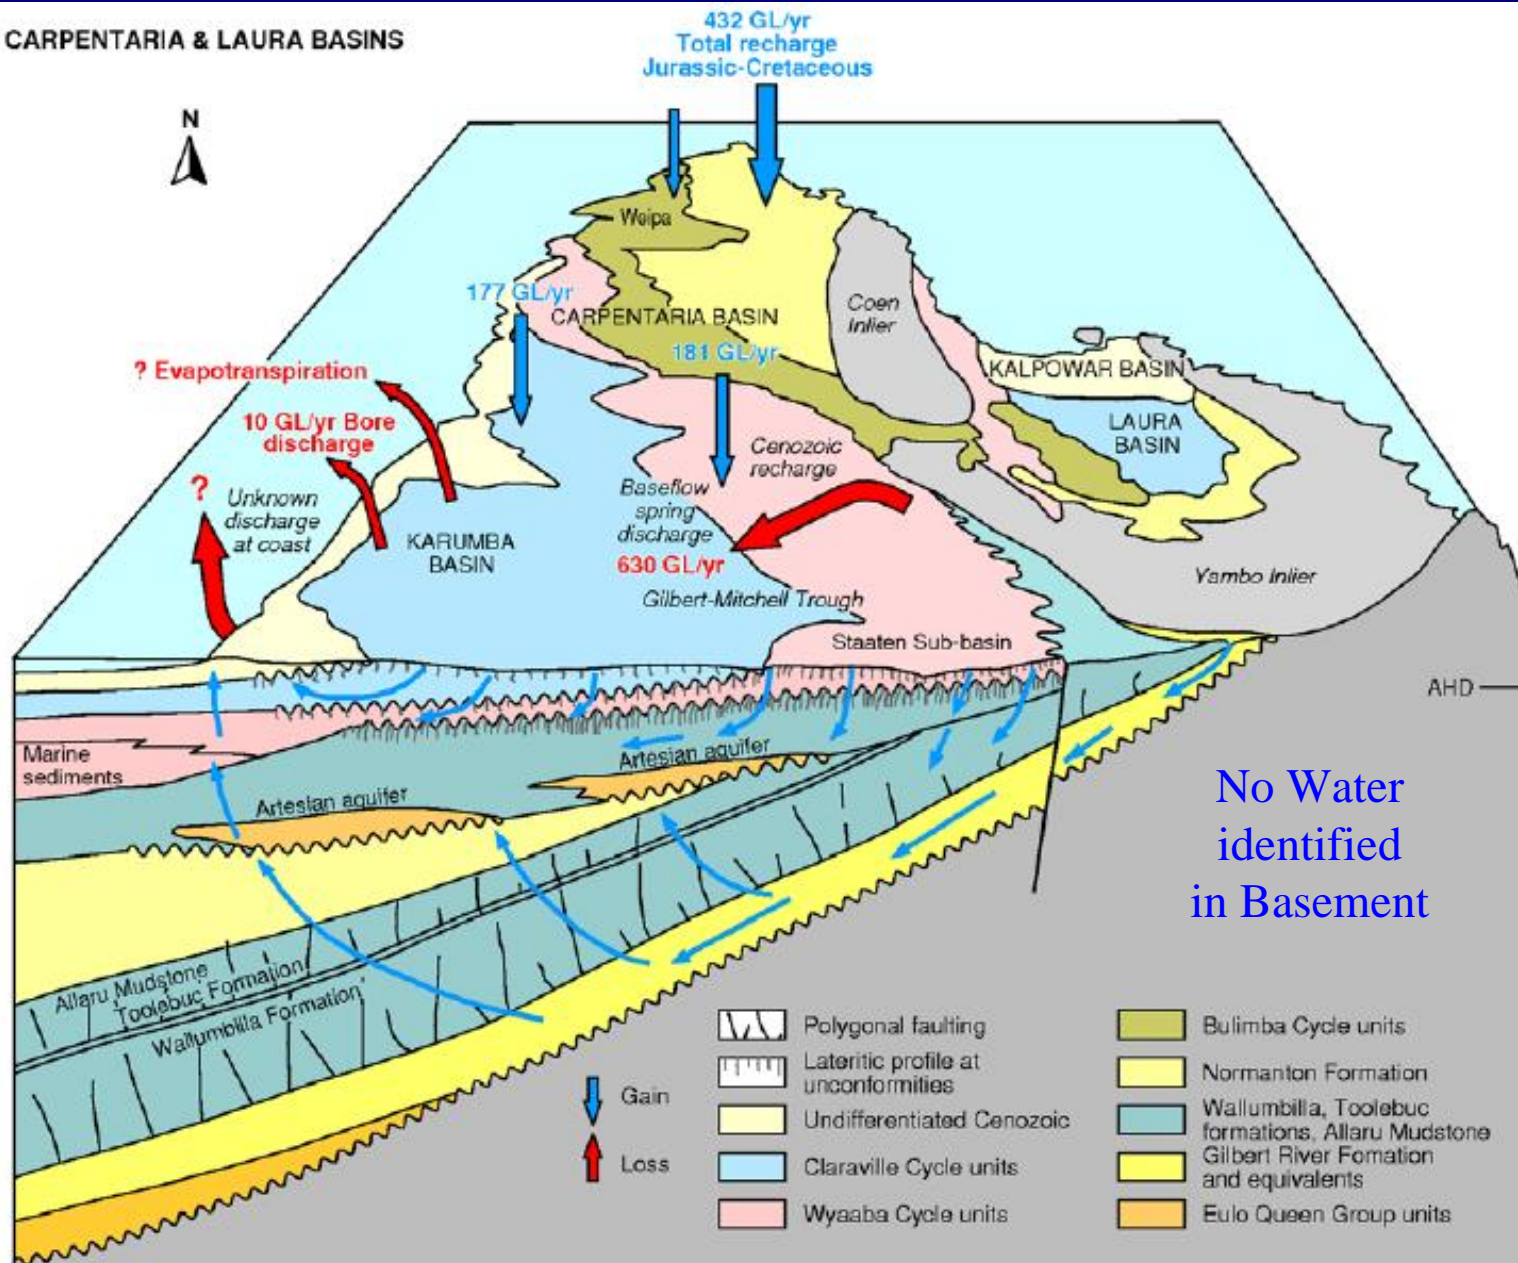 CARPENTARIA & LAURA BASINS
432 GL/yr
Total recharge
Jurassic-Cretaceous
N
Weipa
177 GL/yr
CARPENTARIA BASIN
181 GL/yr
Coen
Inlier
KALPOWAR BASIN
LAURA
BASIN
? Evapotranspiration
10 GL/yr Bore
discharge
?
Unknown
discharge
at coast
KARUMBA
BASIN
Cenozoic
recharge
Baseflow
spring
discharge
630 GL/yr
Gilbert-Mitchell Trough
Staaten Sub-basin
Yambo Inlier
AHD
Marine
sediments
Artesian aquifer
Artesian aquifer
Allaru Mudstone
Toolebuc Formation
Wallumbilla Formation
No Water
identified
in Basement
Gain
Loss
Polygonal faulting
Lateritic profile at
unconformities
Undifferentiated Cenozoic
Claraville Cycle units
Wyaaba Cycle units
Bulimba Cycle units
Normanton Formation
Wallumbilla, Toolebuc
formations, Allaru Mudstone
Gilbert River Fomation
and equivalents
Eulo Queen Group units